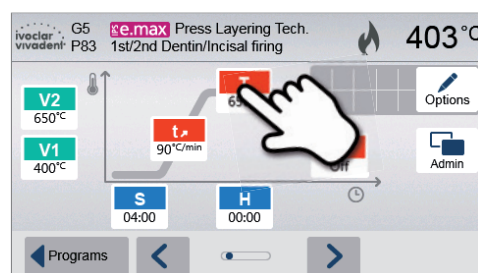 ivoclar vivadent G5 P83 e.max Press Layering Tech. 1st/2nd Dentin/Incisal firing 403°C
V2
650°C
V1
400°C
T
t↗
90°C/min
Off
S
04:00
H
00:00
Options
Admin
Programs